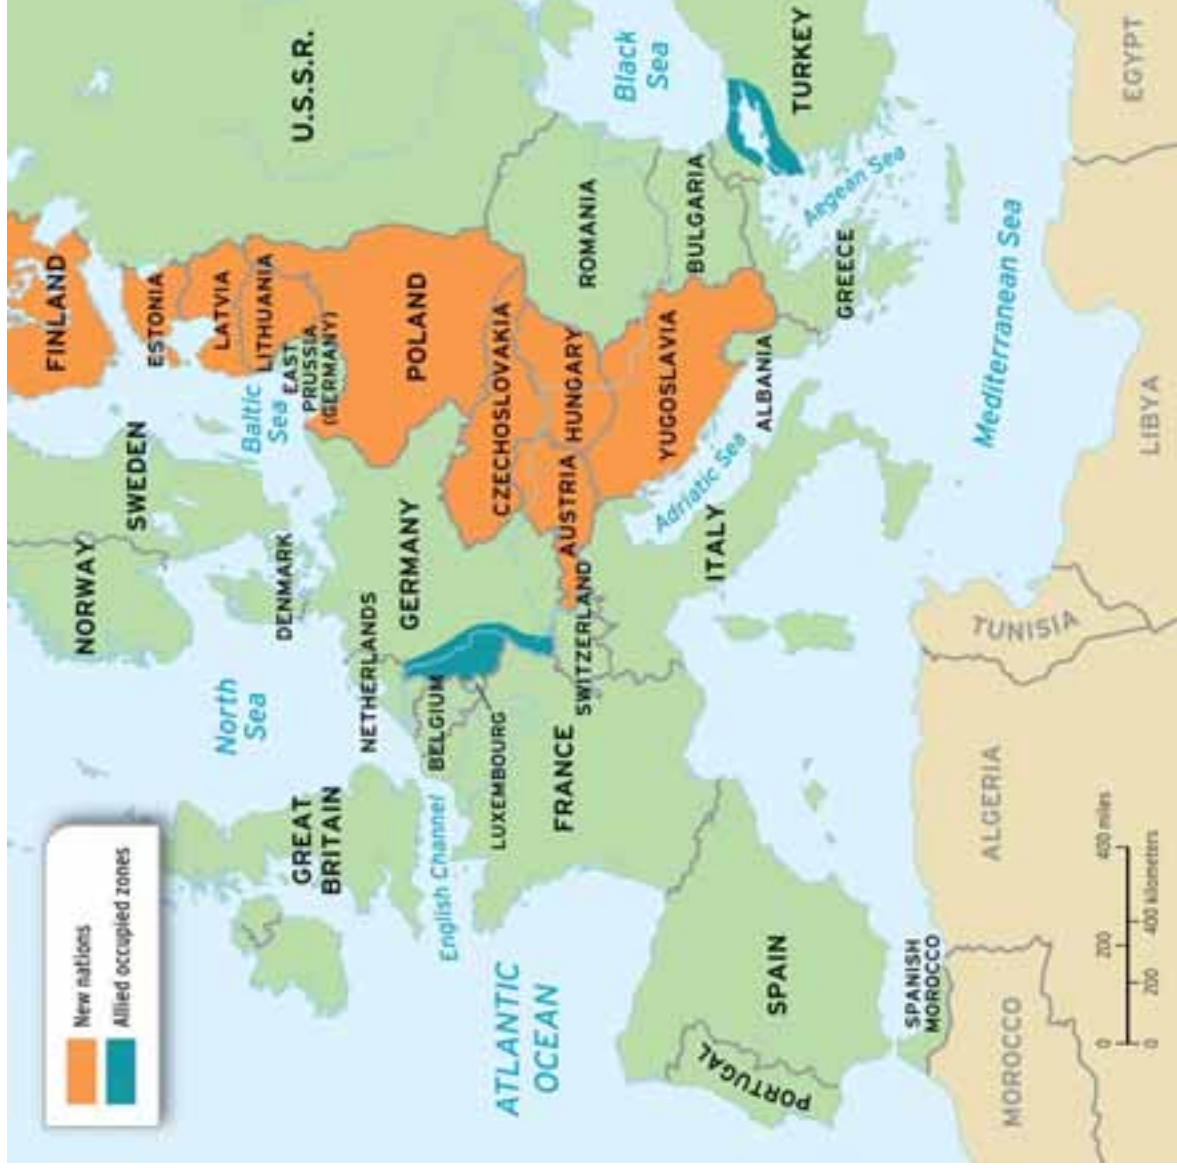 New nations
Allied occupied zones
NORWAY
SWEDEN
FINLAND
ESTONIA
LATVIA
LITHUANIA
EAST
PRUSSIA
(GERMANY)
U.S.S.R.
North
Sea
Baltic
Sea
DENMARK
GREAT
BRITAIN
NETHERLANDS
GERMANY
POLAND
English Channel
BELGIUM
LUXEMBOURG
CZECHOSLOVAKIA
ATLANTIC
OCEAN
FRANCE
SWITZERLAND
AUSTRIA
HUNGARY
ROMANIA
Black
Sea
YUGOSLAVIA
BULGARIA
Adriatic Sea
ITALY
ALBANIA
GREECE
Aegean Sea
TURKEY
PORTUGAL
SPAIN
SPANISH
MOROCCO
Mediterranean Sea
MOROCCO
ALGERIA
TUNISIA
LIBYA
EGYPT
0 200 400 miles
0 200 400 kilometers